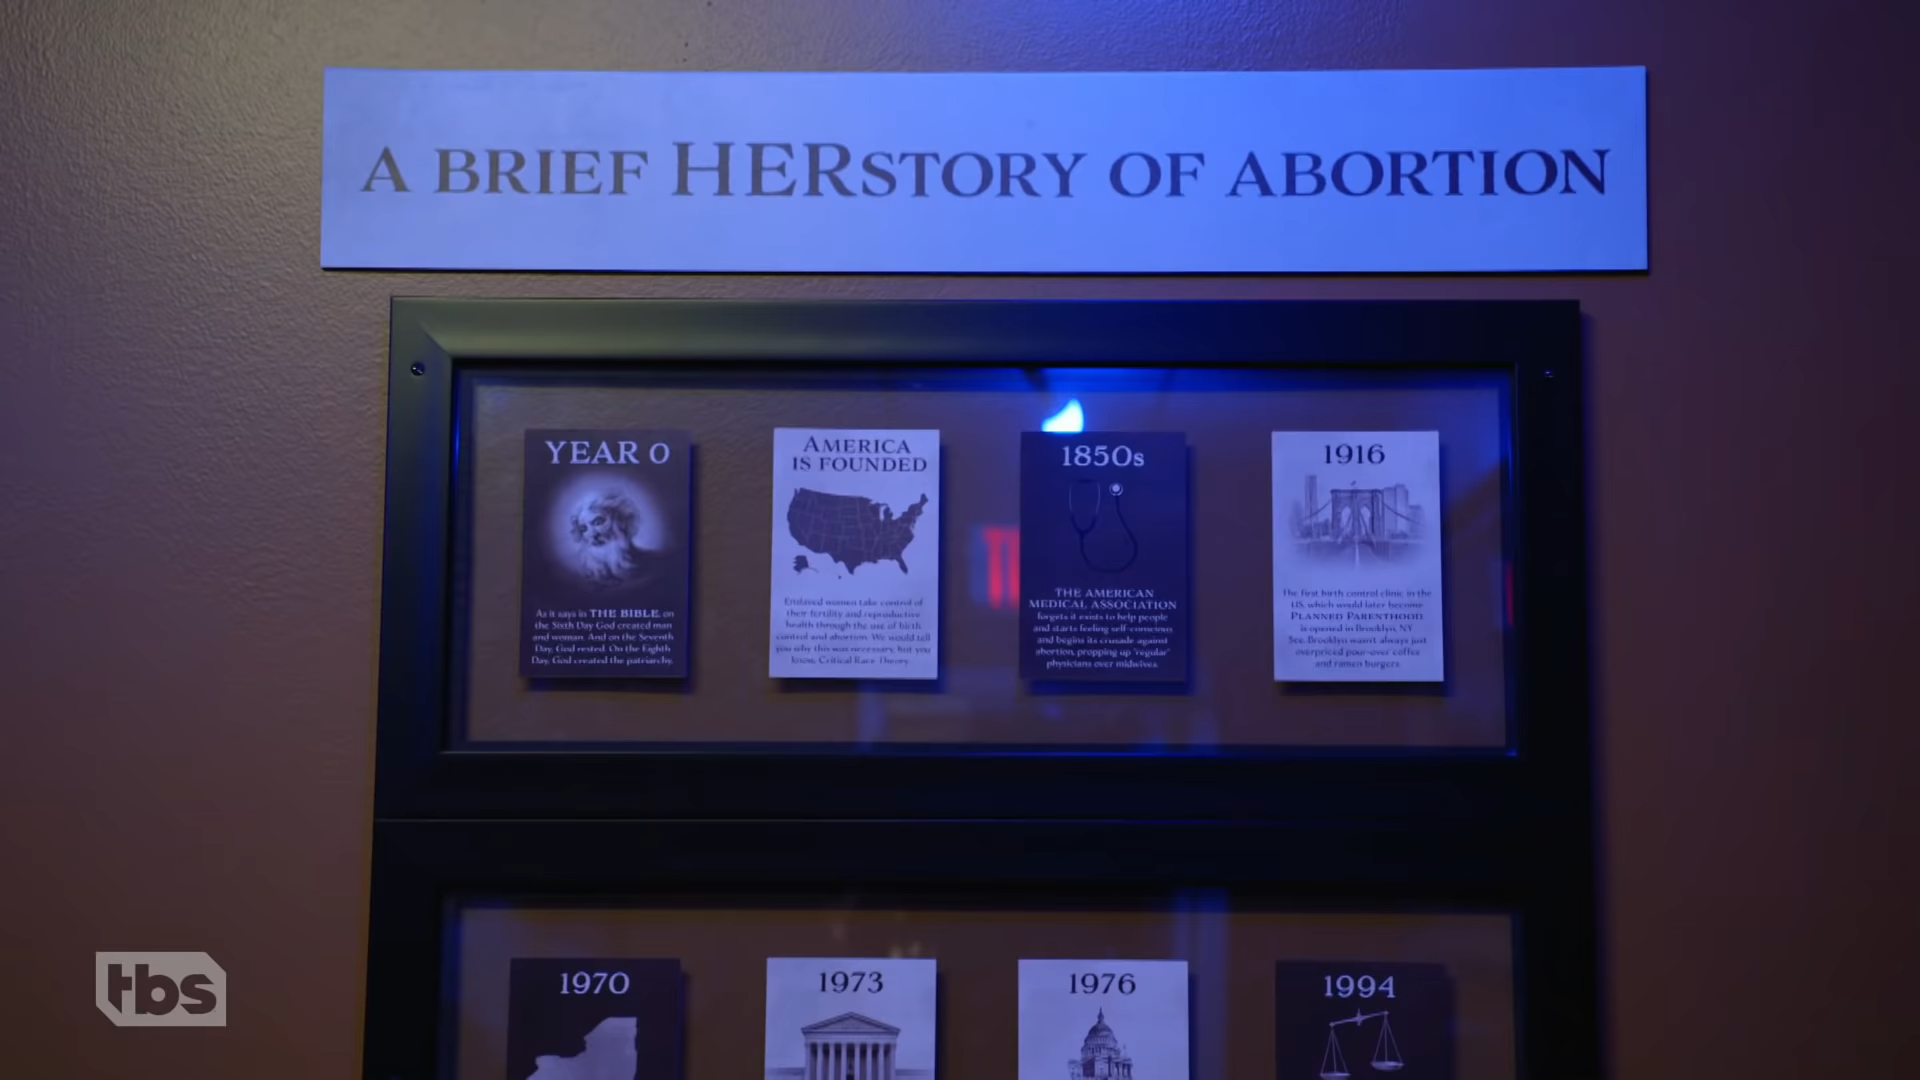 A BRIEF HERSTORY OF ABORTION
YEAR 0
As it says in THE BIBLE, on
the Sixth Day God created man
and woman. And on the Seventh
Day, God rested. On the Eighth
Day, God created the patriarchy.
AMERICA
IS FOUNDED
Enslaved women take control of
their fertility and reproductive
health through the use of birth
control and abortion. We would tell
you why this was necessary, but you
know, Critical Race Theory.
1850s
THE AMERICAN
MEDICAL ASSOCIATION
forgets it exists to help people
and starts feeling self-conscious
and begins its crusade against
abortion, propping up "regular"
physicians over midwives.
1916
The first birth control clinic in the
US, which would later become
PLANNED PARENTHOOD
is opened in Brooklyn, NY
See, Brooklyn wasn't always just
overpriced pour-over coffee
and ramen burgers.
1970
1973
1976
1994
tbs